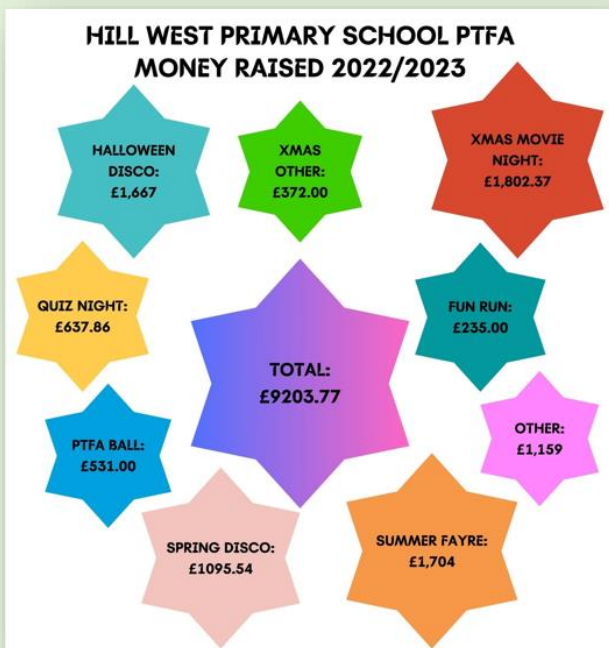 HILL WEST PRIMARY SCHOOL PTFA
MONEY RAISED 2022/2023
HALLOWEEN
DISCO:
£1,667
XMAS
OTHER:
£372.00
XMAS MOVIE
NIGHT:
£1,802.37
QUIZ NIGHT:
£637.86
TOTAL:
£9203.77
FUN RUN:
£235.00
PTFA BALL:
£531.00
OTHER:
£1,159
SPRING DISCO:
£1095.54
SUMMER FAYRE:
£1,704